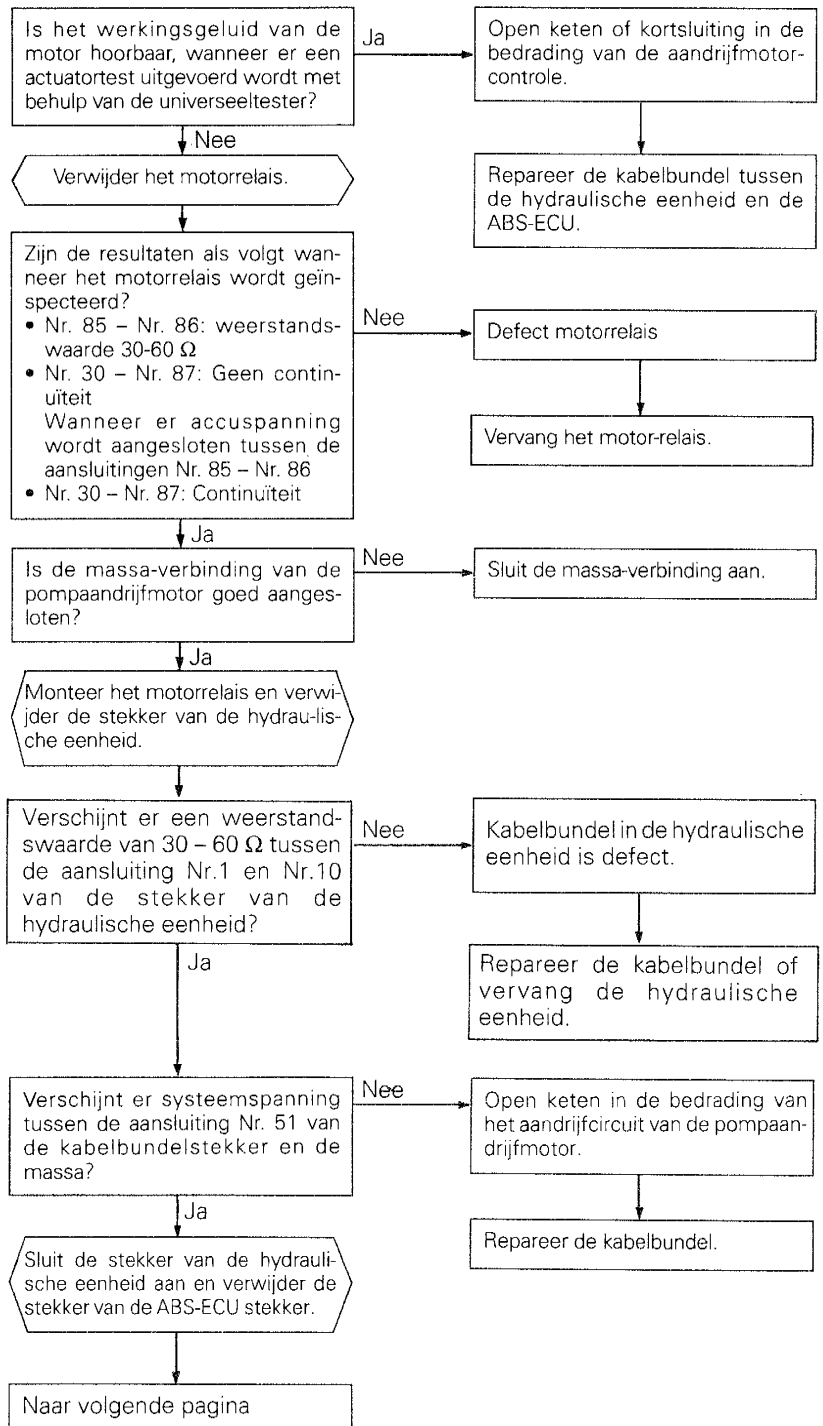 Is het werkingsgeluid van de
motor hoorbaar, wanneer er een
actuatortest uitgevoerd wordt met
behulp van de universeeltester?
Ja
Open keten of kortsluiting in de
bedrading van de aandrijfmotor-
controle.
Nee
Repareer de kabelbundel tussen
de hydraulische eenheid en de
ABS-ECU.
Verwijder het motorrelais.
Zijn de resultaten als volgt wan-
neer het motorrelais wordt geïn-
specteerd?
• Nr. 85 – Nr. 86: weerstands-
waarde 30-60 Ω
• Nr. 30 – Nr. 87: Geen contin-
uïteit
Wanneer er accuspanning
wordt aangesloten tussen de
aansluitingen Nr. 85 – Nr. 86
• Nr. 30 – Nr. 87: Continuïteit
Nee
Defect motorrelais
Vervang het motor-relais.
Ja
Is de massa-verbinding van de
pompaandrijfmotor goed aanges-
loten?
Nee
Sluit de massa-verbinding aan.
Ja
Monteer het motorrelais en verwi-
jder de stekker van de hydrau-lis-
che eenheid.
Verschijnt er een weerstand-
swaarde van 30 – 60 Ω tussen
de aansluiting Nr.1 en Nr.10
van de stekker van de
hydraulische eenheid?
Nee
Kabelbundel in de hydraulische
eenheid is defect.
Repareer de kabelbundel of
vervang de hydraulische
eenheid.
Ja
Verschijnt er systeemspanning
tussen de aansluiting Nr. 51 van
de kabelbundelstekker en de
massa?
Nee
Open keten in de bedrading van
het aandrijfcircuit van de pompaan-
drijfmotor.
Repareer de kabelbundel.
Ja
Sluit de stekker van de hydrauli-
sche eenheid aan en verwijder de
stekker van de ABS-ECU stekker.
Naar volgende pagina